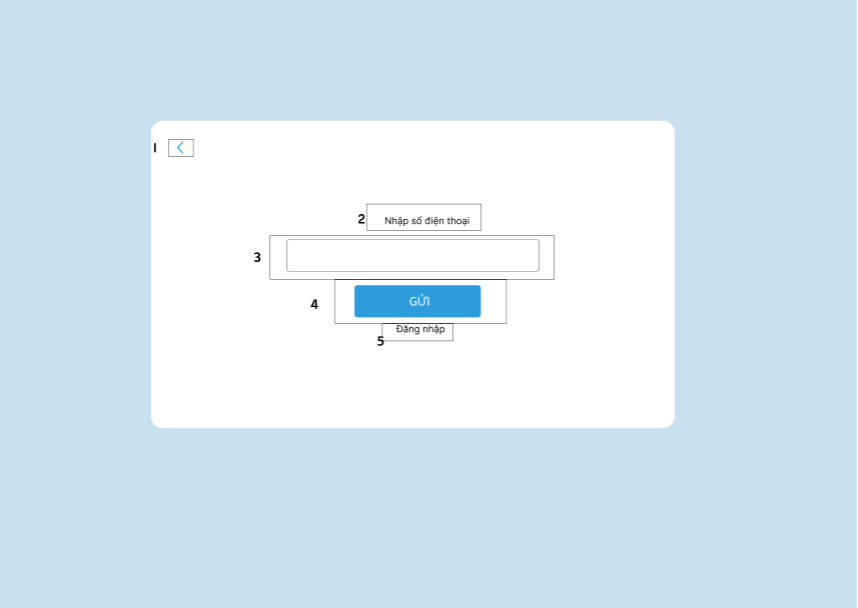 1
2 Nhập số điện thoại
3
4 GỬI
Đăng nhập
5